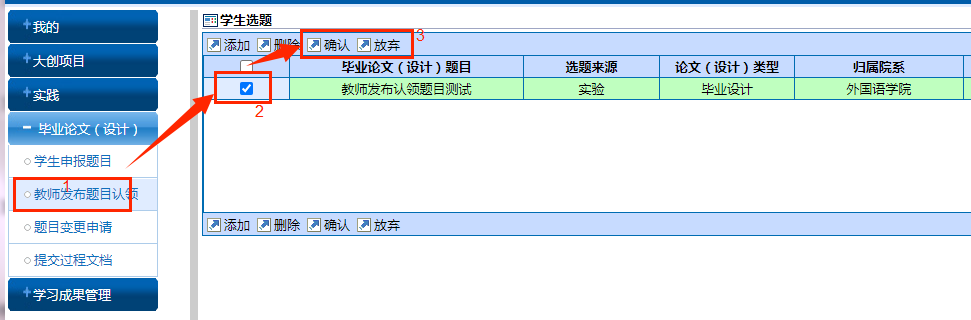 我的
大创项目
实践
毕业论文（设计）
学生申报题目
1
教师发布题目认领
题目变更申请
提交过程文档
学习成果管理
学生选题
添加 删除 确认 放弃 3
毕业论文（设计）题目 选题来源 论文（设计）类型 归属院系
教师发布认领题目测试 实验 毕业设计 外国语学院
2
添加 删除 确认 放弃